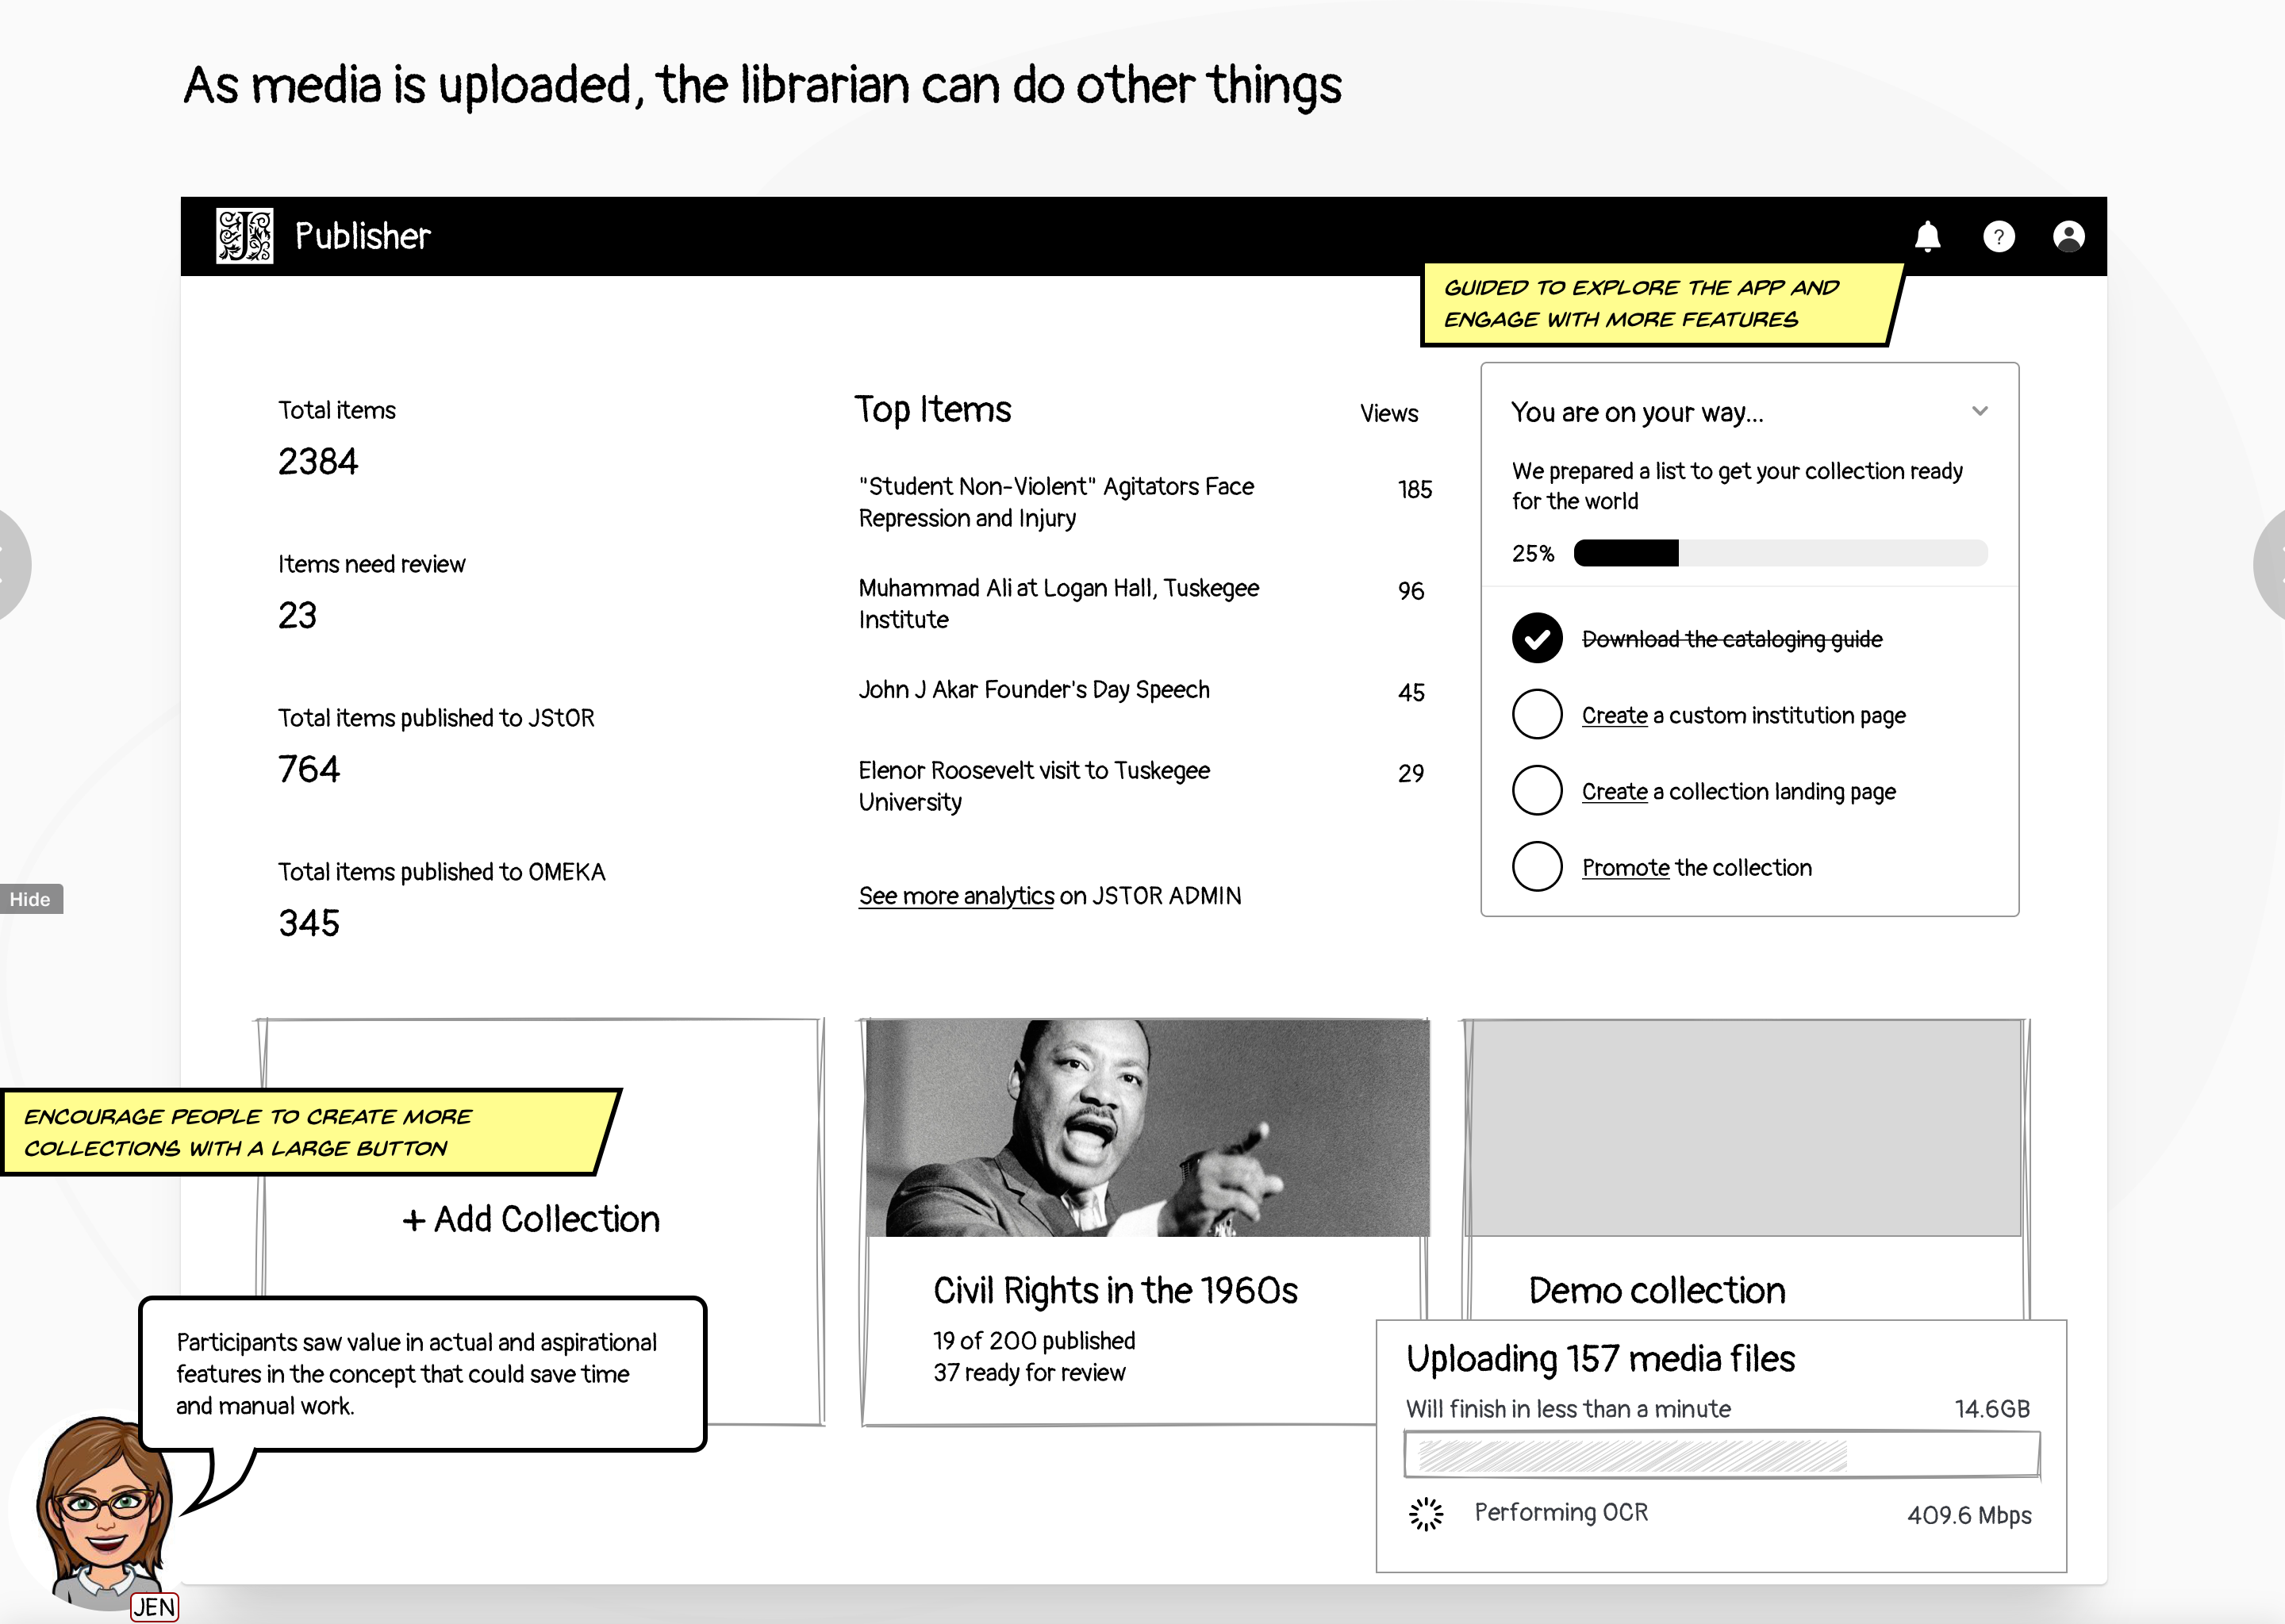 As media is uploaded, the librarian can do other things
J
Publisher
?
GUIDED TO EXPLORE THE APP AND
ENGAGE WITH MORE FEATURES
Total items
2384
Items need review
23
Total items published to JStOR
764
Total items published to OMEKA
345
Top Items
Views
"Student Non-Violent" Agitators Face
Repression and Injury
185
Muhammad Ali at Logan Hall, Tuskegee
Institute
96
John J Akar Founder's Day Speech
45
Elenor Roosevelt visit to Tuskegee
University
29
See more analytics on JSTOR ADMIN
You are on your way...
We prepared a list to get your collection ready
for the world
25%
Download the cataloging guide
Create a custom institution page
Create a collection landing page
Promote the collection
Hide
ENCOURAGE PEOPLE TO CREATE MORE
COLLECTIONS WITH A LARGE BUTTON
+ Add Collection
Civil Rights in the 1960s
19 of 200 published
37 ready for review
Demo collection
Uploading 157 media files
Will finish in less than a minute
14.6GB
Performing OCR
409.6 Mbps
Participants saw value in actual and aspirational
features in the concept that could save time
and manual work.
JEN